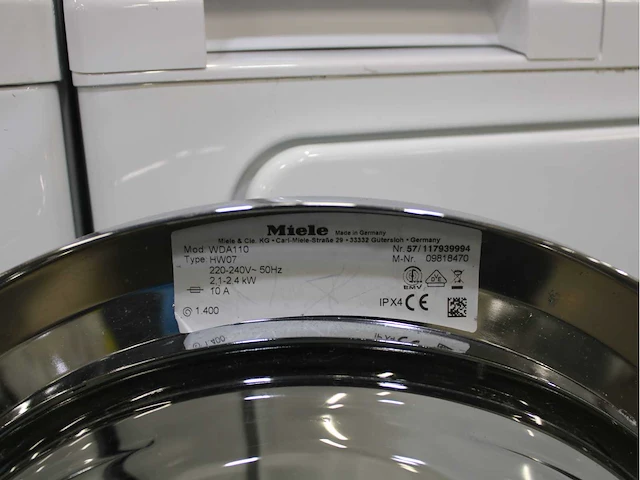 Miele Made in Germany
Miele & Cie. KG • Carl-Miele-Straße 29 • 33332 Gütersloh • Germany
Mod. WDA110 Nr. 57/117939994
Type: HW07 M-Nr. 09818470
220-240V~ 50Hz
2,1-2,4 kW
10 A
EMV
IPX4 CE
1.400